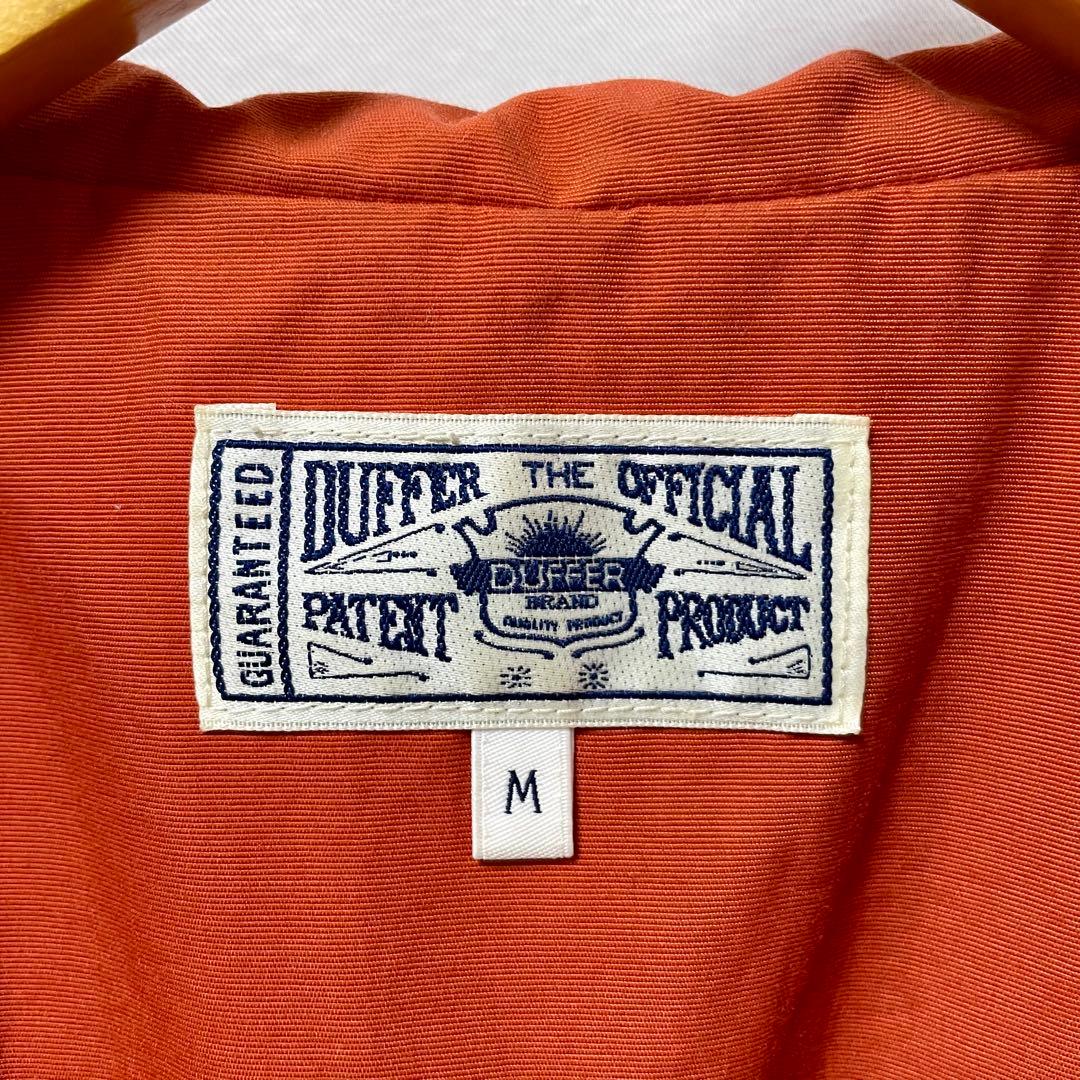 GUARANTEED
DUFFER THE OFFICIAL
DUFFER
BRAND
QUALITY PRODUCT
PATENT PRODUCT
M